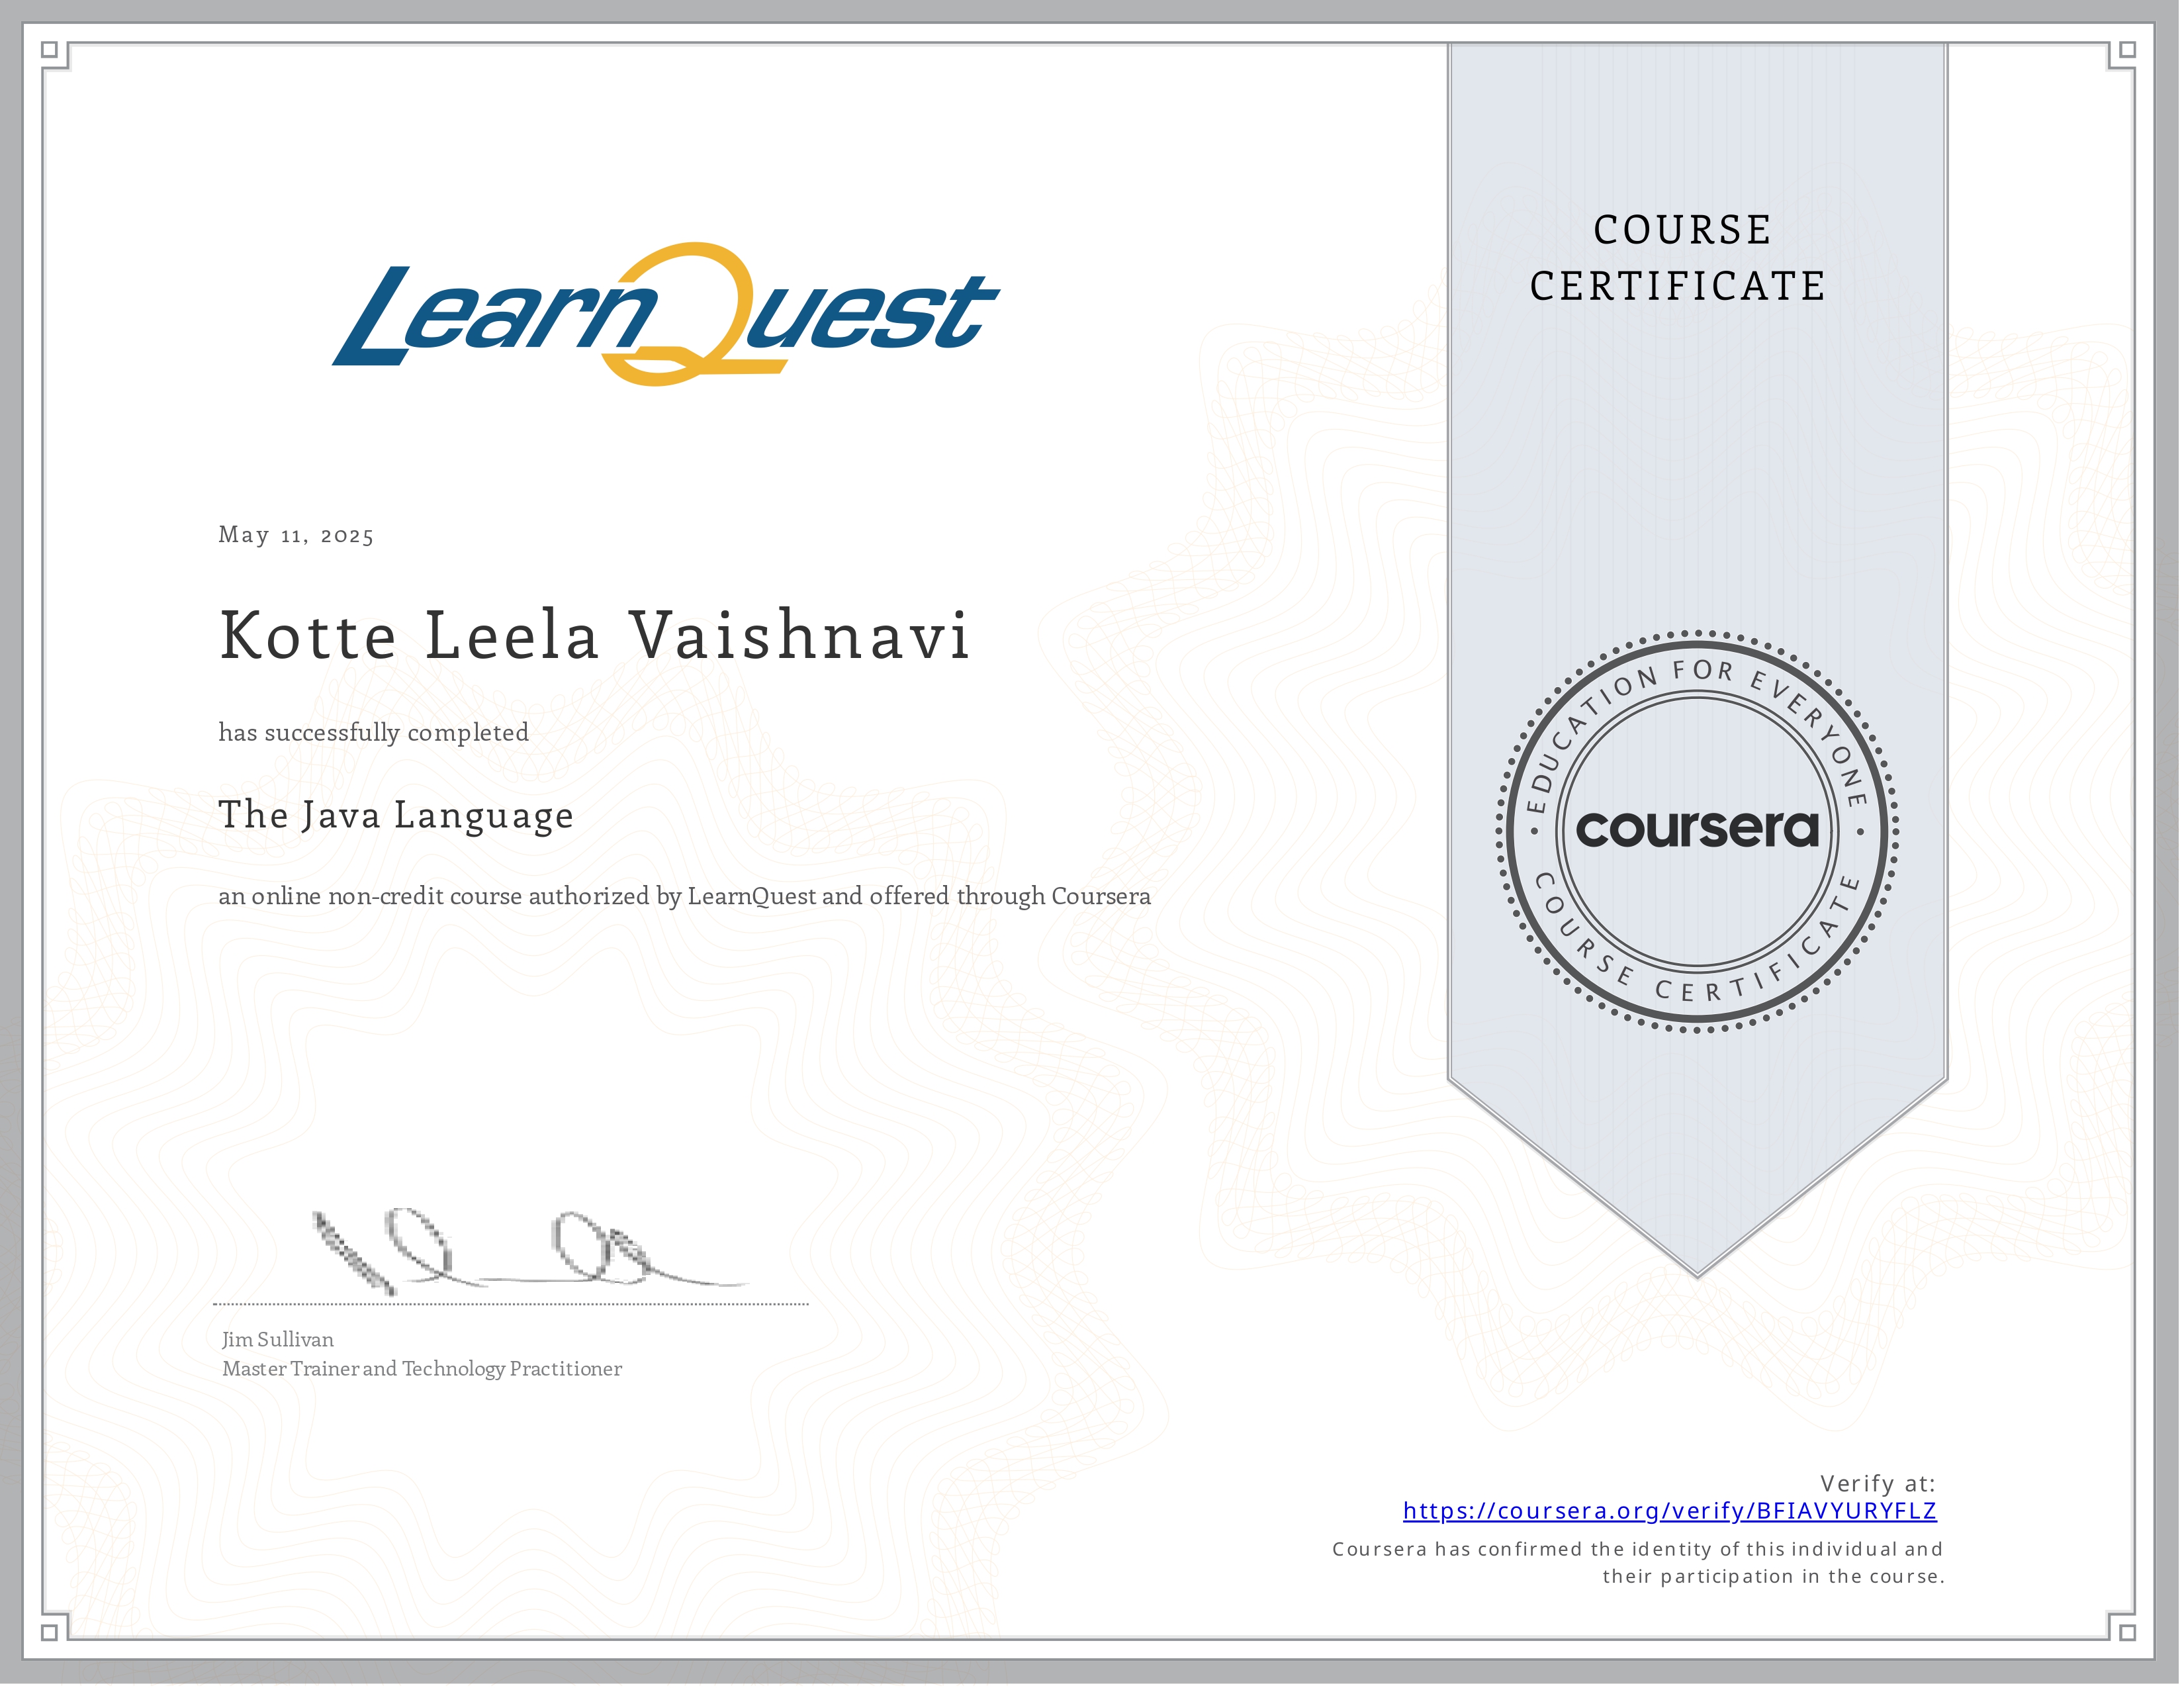 LearnQuest
COURSE
CERTIFICATE
May 11, 2025
Kotte Leela Vaishnavi
has successfully completed
The Java Language
an online non-credit course authorized by LearnQuest and offered through Coursera
EDUCATION FOR EVERYONE
coursera
COURSE CERTIFICATE
Jim Sullivan
Master Trainer and Technology Practitioner
Verify at:
https://coursera.org/verify/BFIAVYURYFLZ
Coursera has confirmed the identity of this individual and
their participation in the course.